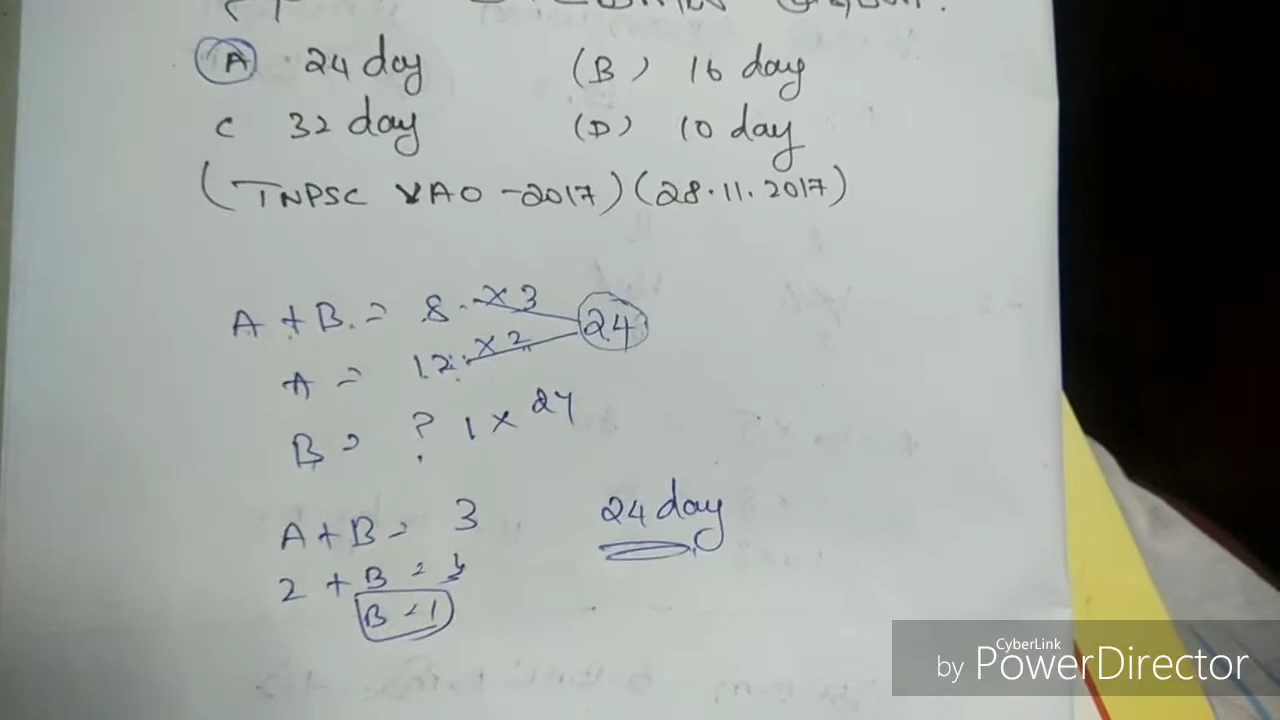 A 24 day (B) 16 day
C 32 day (D) 10 day
(TNPSC VAO -2017) (28.11.2017)
A + B = 8 × 3
24
A = 12 × 2
B = ? 1 × 24
A + B = 3
24 day
2 + B = 3
B = 1
CyberLink
by PowerDirector